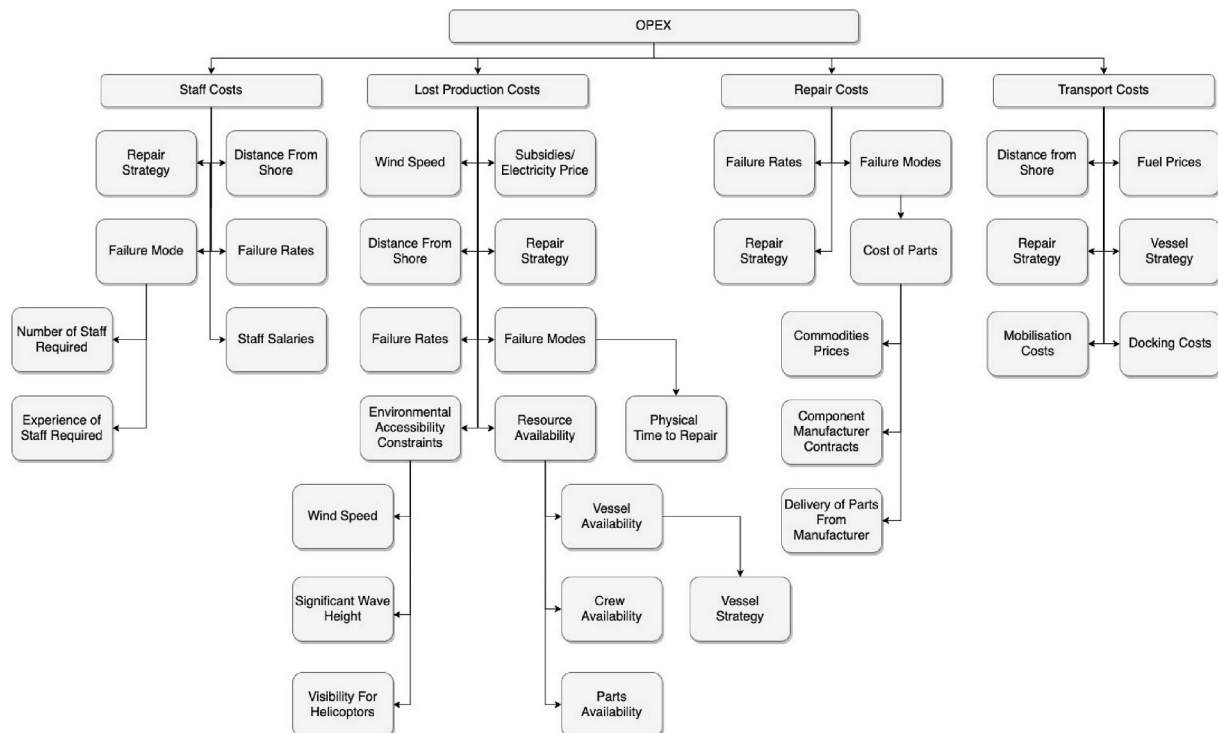 OPEX
Staff Costs
Lost Production Costs
Repair Costs
Transport Costs
Repair
Strategy
Distance From
Shore
Wind Speed
Subsidies/
Electricity Price
Failure Rates
Failure Modes
Distance from
Shore
Fuel Prices
Failure Mode
Failure Rates
Distance From
Shore
Repair
Strategy
Repair
Strategy
Cost of Parts
Repair
Strategy
Vessel
Strategy
Number of Staff
Required
Staff Salaries
Failure Rates
Failure Modes
Commodities
Prices
Mobilisation
Costs
Docking Costs
Experience of
Staff Required
Environmental
Accessibility
Constraints
Resource
Availability
Physical
Time to Repair
Component
Manufacturer
Contracts
Wind Speed
Vessel
Availability
Delivery of Parts
From
Manufacturer
Significant Wave
Height
Crew
Availability
Vessel
Strategy
Visibility For
Helicoptors
Parts
Availability